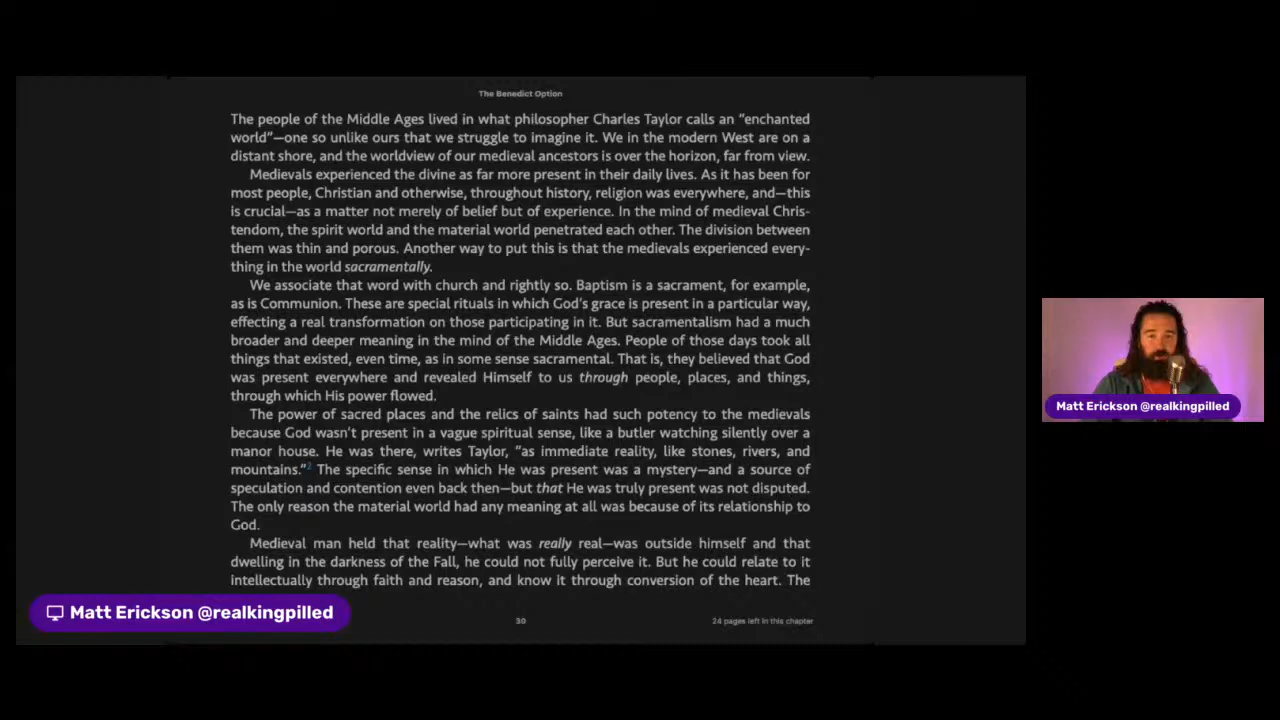 The Benedict Option
The people of the Middle Ages lived in what philosopher Charles Taylor calls an “enchanted
world”—one so unlike ours that we struggle to imagine it. We in the modern West are on a
distant shore, and the worldview of our medieval ancestors is over the horizon, far from view.
Medievals experienced the divine as far more present in their daily lives. As it has been for
most people, Christian and otherwise, throughout history, religion was everywhere, and—this
is crucial—as a matter not merely of belief but of experience. In the mind of medieval Chris-
tendom, the spirit world and the material world penetrated each other. The division between
them was thin and porous. Another way to put this is that the medievals experienced every-
thing in the world sacramentally.
We associate that word with church and rightly so. Baptism is a sacrament, for example,
as is Communion. These are special rituals in which God’s grace is present in a particular way,
effecting a real transformation on those participating in it. But sacramentalism had a much
broader and deeper meaning in the mind of the Middle Ages. People of those days took all
things that existed, even time, as in some sense sacramental. That is, they believed that God
was present everywhere and revealed Himself to us through people, places, and things,
through which His power flowed.
The power of sacred places and the relics of saints had such potency to the medievals
because God wasn’t present in a vague spiritual sense, like a butler watching silently over a
manor house. He was there, writes Taylor, “as immediate reality, like stones, rivers, and
mountains.”2 The specific sense in which He was present was a mystery—and a source of
speculation and contention even back then—but that He was truly present was not disputed.
The only reason the material world had any meaning at all was because of its relationship to
God.
Medieval man held that reality—what was really real—was outside himself and that
dwelling in the darkness of the Fall, he could not fully perceive it. But he could relate to it
intellectually through faith and reason, and know it through conversion of the heart. The
30
24 pages left in this chapter
Matt Erickson @realkingpilled
Matt Erickson @realkingpilled